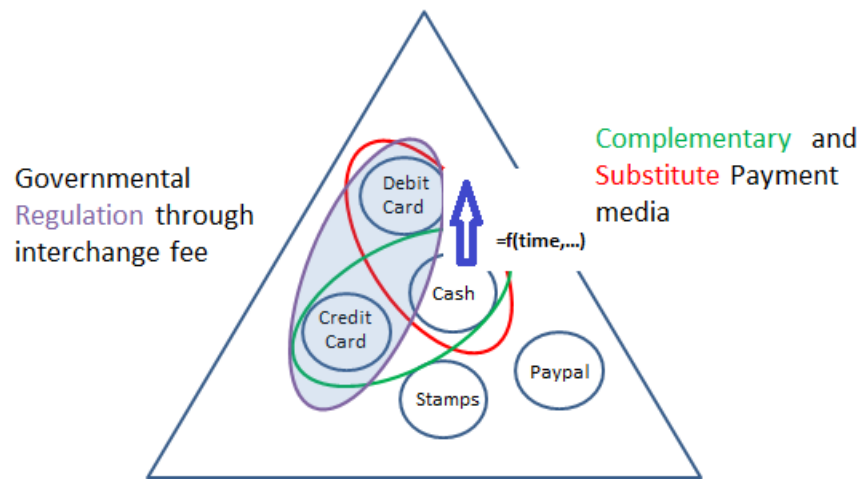 Governmental
Regulation through
interchange fee
Complementary and
Substitute Payment
media
Debit
Card
=f(time,...)
Cash
Credit
Card
Stamps
Paypal